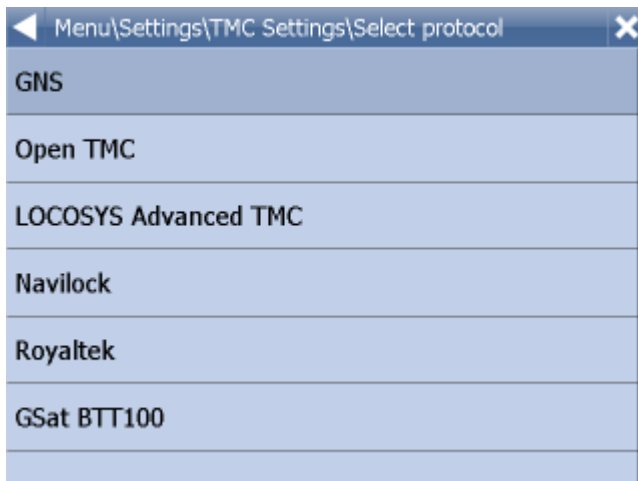 Menu\Settings\TMC Settings\Select protocol
GNS
Open TMC
LOCOSYS Advanced TMC
Navilock
Royaltek
GSat BTT100